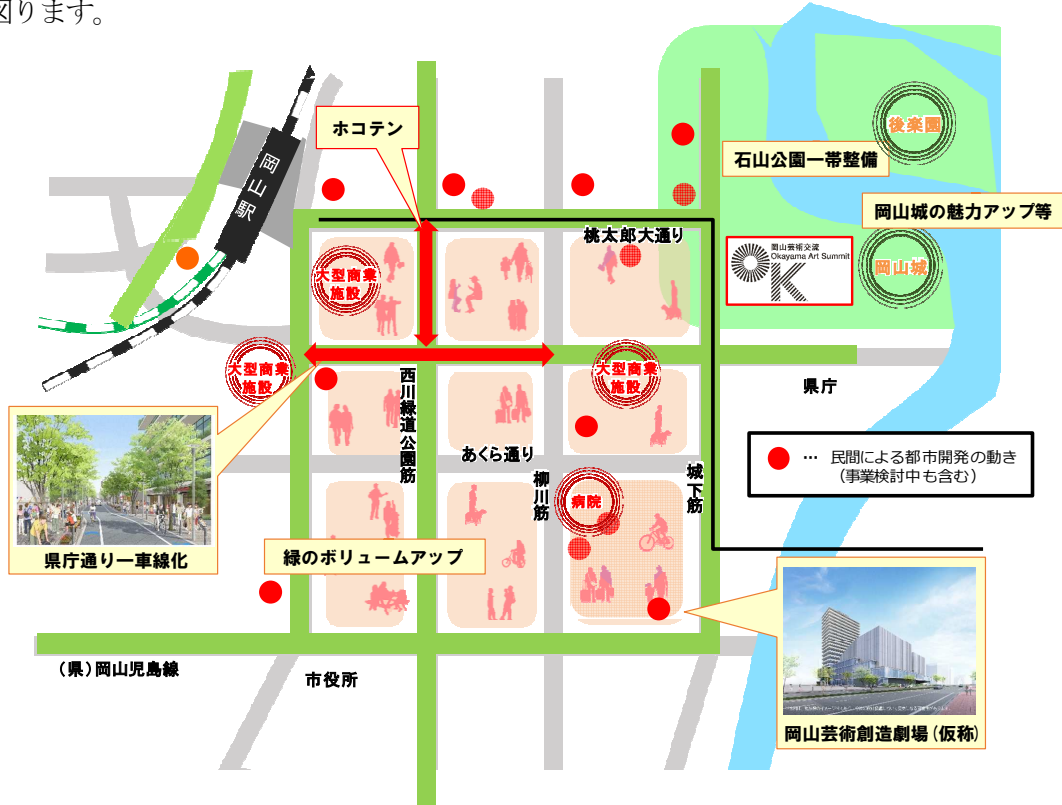 図ります。
ホコテン
岡山駅
後楽園
石山公園一帯整備
岡山城の魅力アップ等
桃太郎大通り
岡山芸術交流
Okayama Art Summit
OK
岡山城
大型商業
施設
大型商業
施設
大型商業
施設
県庁
西川緑道公園筋
あくら通り
柳川筋
城下筋
… 民間による都市開発の動き
(事業検討中も含む)
病院
県庁通り一車線化
緑のボリュームアップ
(県)岡山児島線
市役所
岡山芸術創造劇場(仮称)